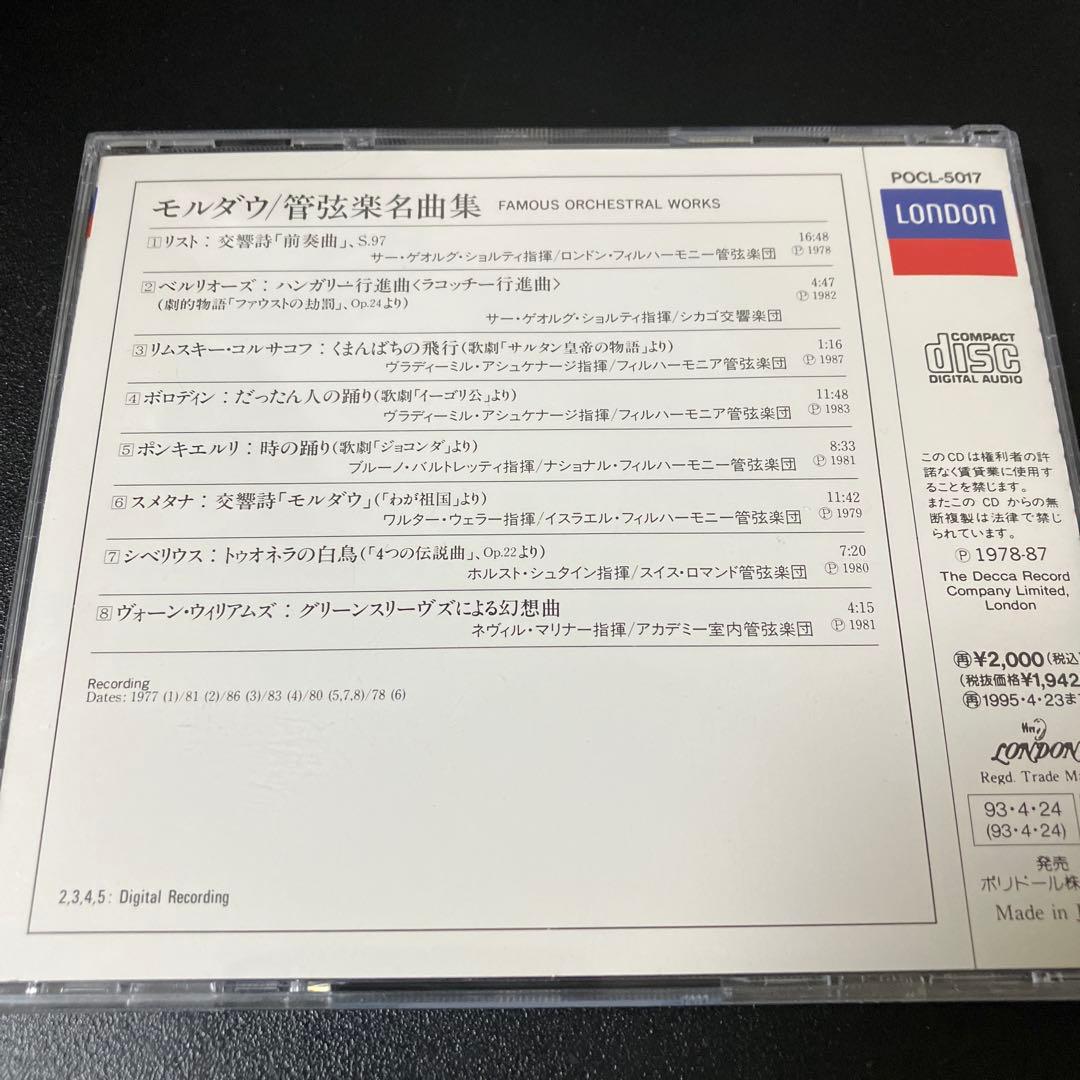 モルダウ/管弦楽名曲集 FAMOUS ORCHESTRAL WORKS
1 リスト：交響詩「前奏曲」、S.97 16:48
サー・ゲオルグ・ショルティ指揮/ロンドン・フィルハーモニー管弦楽団 Ⓟ 1978
2 ベルリオーズ：ハンガリー行進曲〈ラコッチー行進曲〉 4:47
(劇的物語「ファウストの劫罰」、Op.24より) Ⓟ 1982
サー・ゲオルグ・ショルティ指揮/シカゴ交響楽団
3 リムスキー・コルサコフ：くまんばちの飛行(歌劇「サルタン皇帝の物語」より) 1:16
ヴラディーミル・アシュケナージ指揮/フィルハーモニア管弦楽団 Ⓟ 1987
4 ボロディン：だったん人の踊り(歌劇「イーゴリ公」より) 11:48
ヴラディーミル・アシュケナージ指揮/フィルハーモニア管弦楽団 Ⓟ 1983
5 ポンキエルリ：時の踊り(歌劇「ジョコンダ」より) 8:33
ブルーノ・バルトレッティ指揮/ナショナル・フィルハーモニー管弦楽団 Ⓟ 1981
6 スメタナ：交響詩「モルダウ」(「わが祖国」より) 11:42
ワルター・ウェラー指揮/イスラエル・フィルハーモニー管弦楽団 Ⓟ 1979
7 シベリウス：トゥオネラの白鳥(「4つの伝説曲」、Op.22より) 7:20
ホルスト・シュタイン指揮/スイス・ロマンド管弦楽団 Ⓟ 1980
8 ヴォーン・ウィリアムズ：グリーンスリーヴズによる幻想曲 4:15
ネヴィル・マリナー指揮/アカデミー室内管弦楽団 Ⓟ 1981
Recording
Dates: 1977 (1)/81 (2)/86 (3)/83 (4)/80 (5,7,8)/78 (6)
2,3,4,5: Digital Recording
POCL-5017
LONDON
COMPACT
disc
DIGITAL AUDIO
このCDは権利者の許
諾なく賃貸業に使用す
ることを禁じます。
またこの CD からの無
断複製は法律で禁じ
られています。
Ⓟ 1978-87
The Decca Record
Company Limited,
London
再¥2,000(税込)
(税抜価格¥1,942
再1995・4・23ま
LONDON
Regd. Trade Ma
93・4・24
(93・4・24)
発売
ポリドール株
Made in J